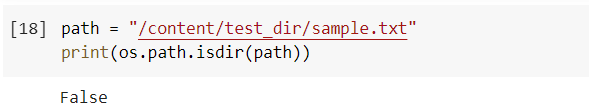 [18] path = "/content/test_dir/sample.txt"
print(os.path.isdir(path))
False